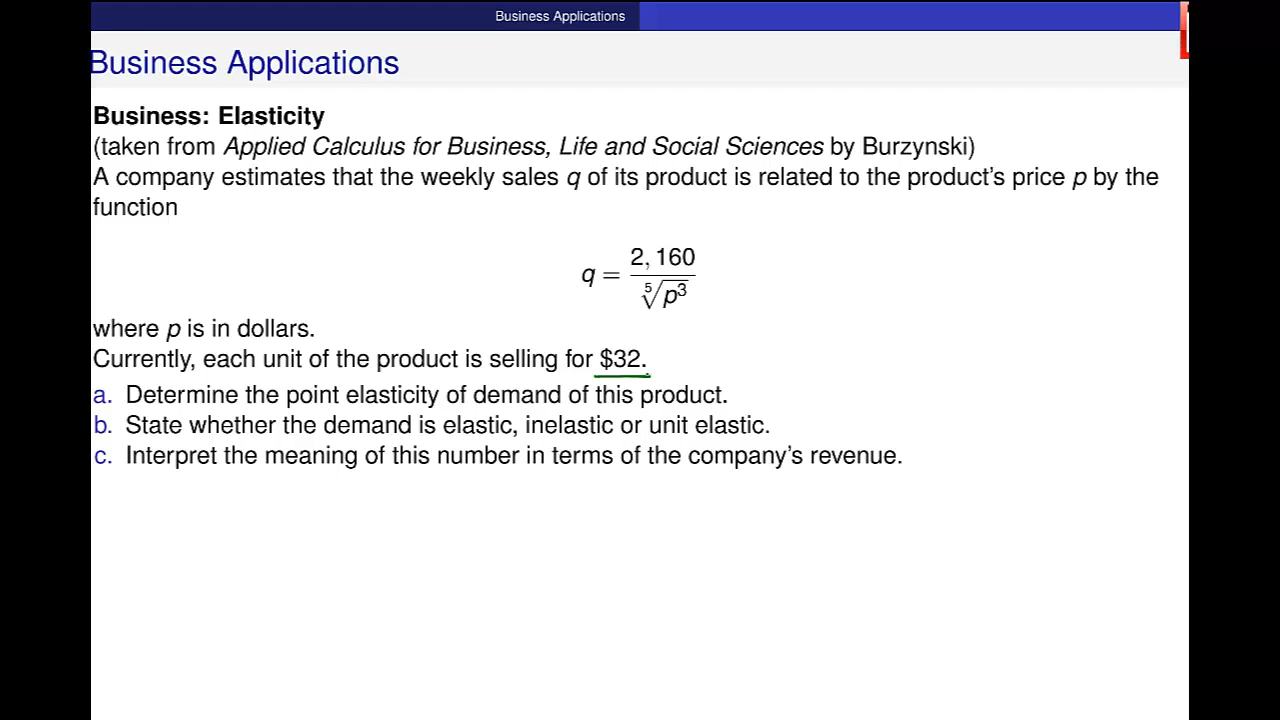 Business Applications
Business Applications
Business: Elasticity
(taken from Applied Calculus for Business, Life and Social Sciences by Burzynski)
A company estimates that the weekly sales q of its product is related to the product's price p by the
function
q = 2, 160 / ⁵√p³
where p is in dollars.
Currently, each unit of the product is selling for $32.
a. Determine the point elasticity of demand of this product.
b. State whether the demand is elastic, inelastic or unit elastic.
c. Interpret the meaning of this number in terms of the company's revenue.